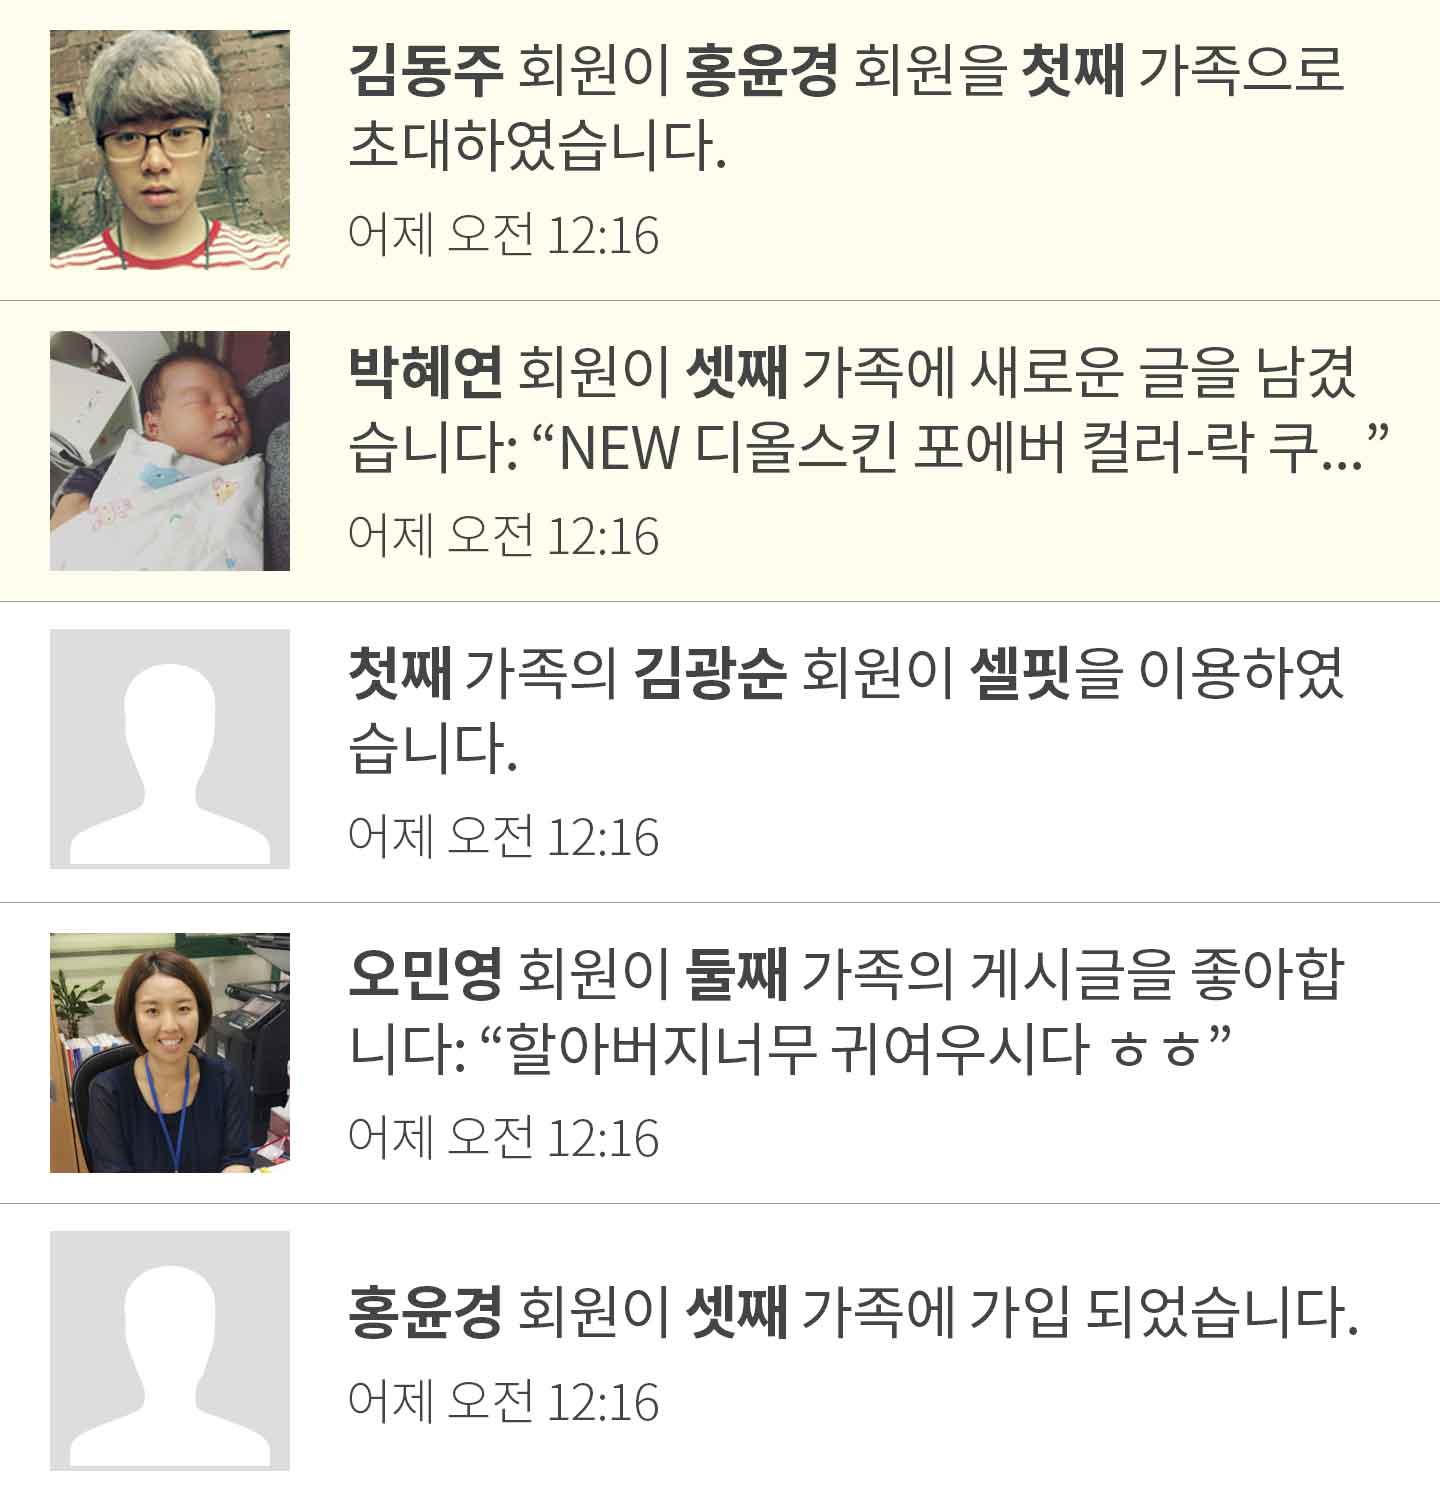 김동주 회원이 홍윤경 회원을 첫째 가족으로
초대하였습니다.
어제 오전 12:16
박혜연 회원이 셋째 가족에 새로운 글을 남겼
습니다: “NEW 디올스킨 포에버 컬러-락 쿠...”
어제 오전 12:16
첫째 가족의 김광순 회원이 셀핏을 이용하였
습니다.
어제 오전 12:16
오민영 회원이 둘째 가족의 게시글을 좋아합
니다: “할아버지너무 귀여우시다 ㅎㅎ”
어제 오전 12:16
홍윤경 회원이 셋째 가족에 가입 되었습니다.
어제 오전 12:16